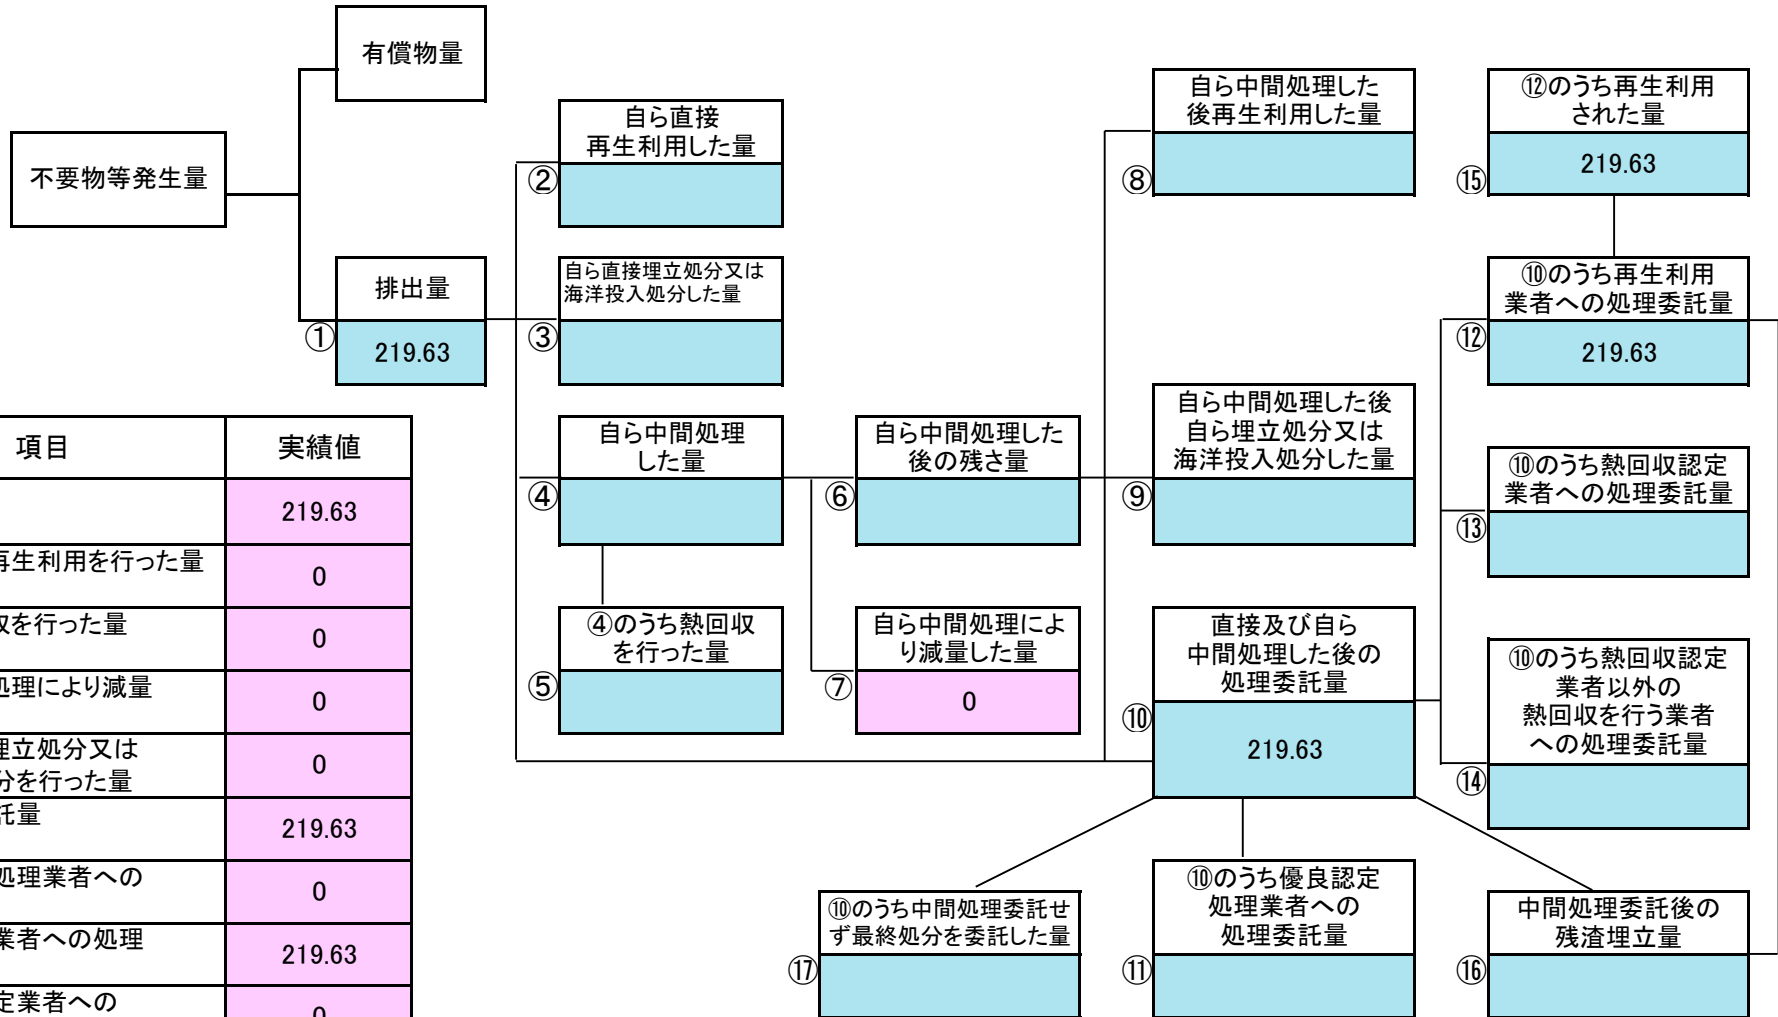 有償物量
不要物等発生量
排出量
①
219.63
自ら直接
再生利用した量
②
自ら直接埋立処分又は
海洋投入処分した量
③
自ら中間処理
した量
④
④のうち熱回収
を行った量
⑤
自ら中間処理した
後の残さ量
⑥
自ら中間処理によ
り減量した量
⑦
0
自ら中間処理した
後再生利用した量
⑧
自ら中間処理した後
自ら埋立処分又は
海洋投入処分した量
⑨
直接及び自ら
中間処理した後の
処理委託量
⑩
219.63
⑫のうち再生利用
された量
⑮
219.63
⑩のうち再生利用
業者への処理委託量
⑫
219.63
⑩のうち熱回収認定
業者への処理委託量
⑬
⑩のうち熱回収認定
業者以外の
熱回収を行う業者
への処理委託量
⑭
⑩のうち中間処理委託せ
ず最終処分を委託した量
⑰
⑩のうち優良認定
処理業者への
処理委託量
⑪
中間処理委託後の
残渣埋立量
⑯
項目
実績値
219.63
再生利用を行った量
0
収を行った量
0
処理により減量
0
埋立処分又は
分を行った量
0
託量
219.63
処理業者への
0
業者への処理
219.63
定業者への
0